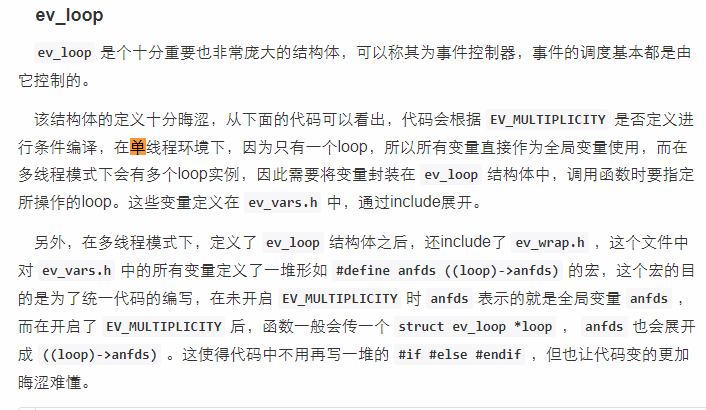 ev_loop
ev_loop 是个十分重要也非常庞大的结构体，可以称其为事件控制器，事件的调度基本都是由
它控制的。
该结构体的定义十分晦涩，从下面的代码可以看出，代码会根据 EV_MULTIPLICITY 是否定义进
行条件编译，在单线程环境下，因为只有一个loop，所以所有变量直接作为全局变量使用，而在
多线程模式下会有多个loop实例，因此需要将变量封装在 ev_loop 结构体中，调用函数时要指定
所操作的loop。这些变量定义在 ev_vars.h 中，通过include展开。
另外，在多线程模式下，定义了 ev_loop 结构体之后，还include了 ev_wrap.h ，这个文件中
对 ev_vars.h 中的所有变量定义了一堆形如 #define anfds ((loop)->anfds) 的宏，这个宏的目
的是为了统一代码的编写，在未开启 EV_MULTIPLICITY 时 anfds 表示的就是全局变量 anfds ，
而在开启了 EV_MULTIPLICITY 后，函数一般会传一个 struct ev_loop *loop ， anfds 也会展开
成 ((loop)->anfds) 。这使得代码中不用再写一堆的 #if #else #endif ，但也让代码变的更加
晦涩难懂。